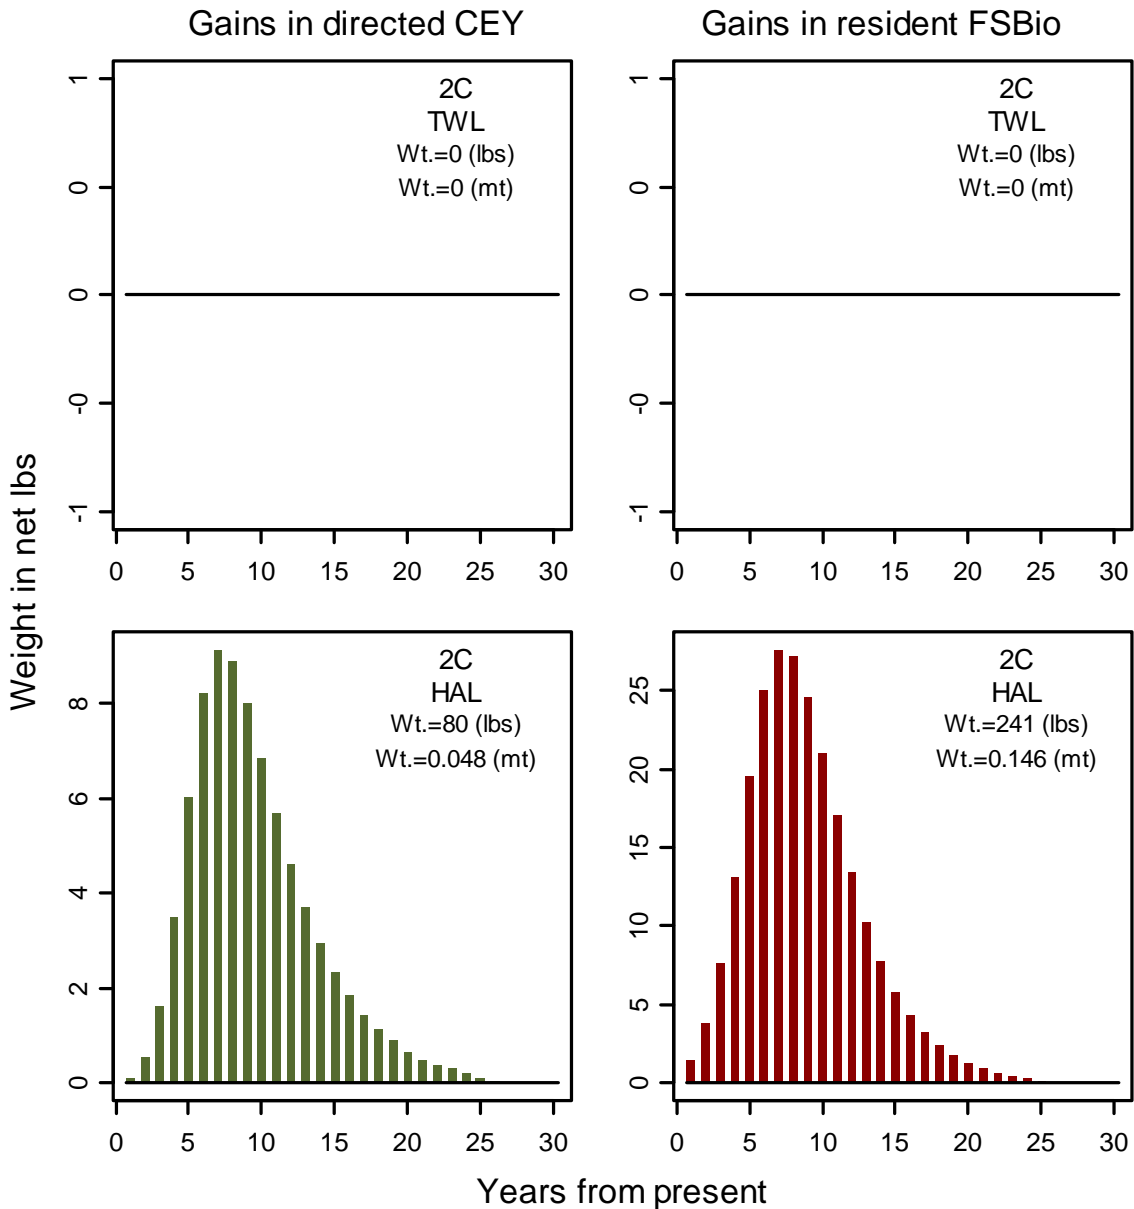 Gains in directed CEY
Gains in resident FSBio
Weight in net lbs
1
0
0
-0
-1
2C
TWL
Wt.=0 (lbs)
Wt.=0 (mt)
0 5 10 15 20 25 30
1
0
0
-0
-1
2C
TWL
Wt.=0 (lbs)
Wt.=0 (mt)
0 5 10 15 20 25 30
8
6
4
2
0
2C
HAL
Wt.=80 (lbs)
Wt.=0.048 (mt)
0 5 10 15 20 25 30
25
20
15
10
5
0
2C
HAL
Wt.=241 (lbs)
Wt.=0.146 (mt)
0 5 10 15 20 25 30
Years from present